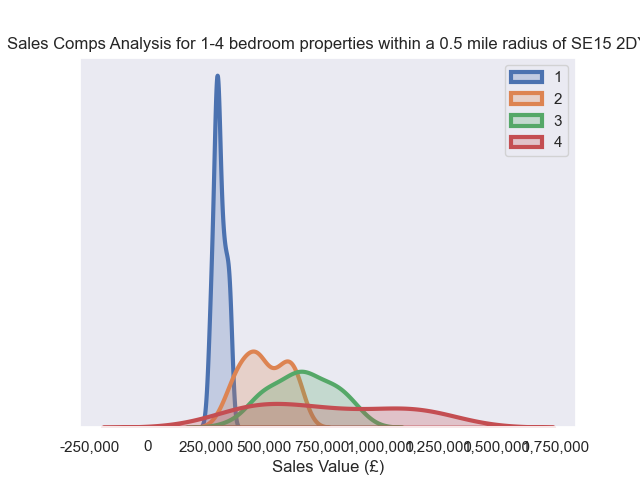 Sales Comps Analysis for 1-4 bedroom properties within a 0.5 mile radius of SE15 2DY
1
2
3
4
-250,000 0 250,000 500,000 750,000 1,000,000 1,250,000 1,500,000 1,750,000
Sales Value (£)